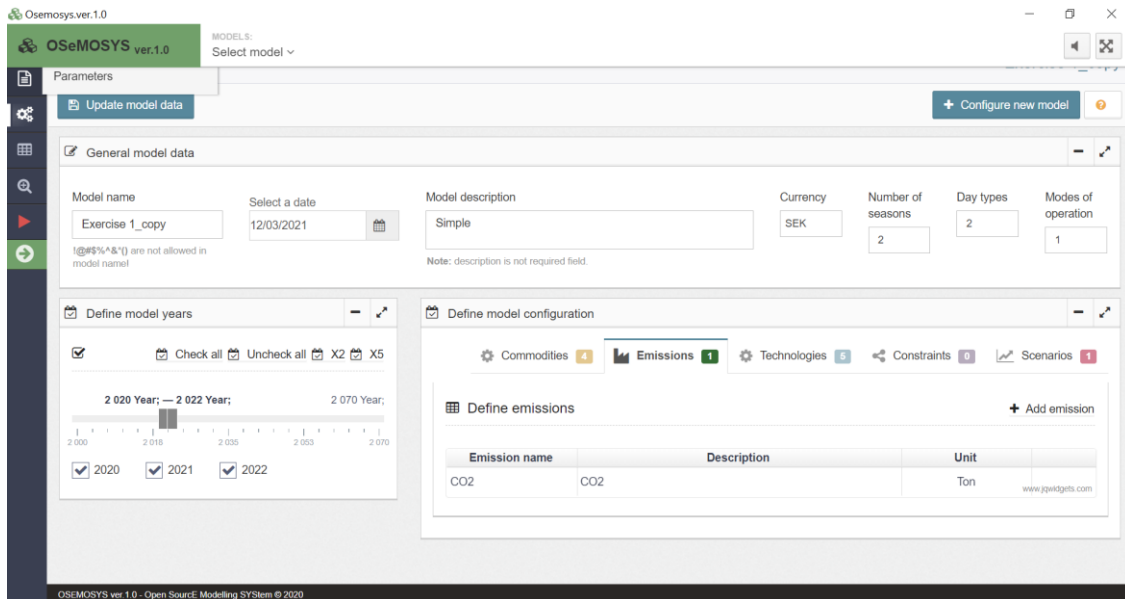 Osemosys.ver.1.0
OSeMOSYS ver.1.0
MODELS:
Select model
Parameters
Update model data
Configure new model
General model data
Model name
Exercise 1_copy
!@#$%^&*() are not allowed in
model name!
Select a date
12/03/2021
Model description
Simple
Note: description is not required field.
Currency
SEK
Number of
seasons
2
Day types
2
Modes of
operation
1
Define model years
Check all Uncheck all X2 X5
2 020 Year; — 2 022 Year; 2 070 Year;
2 000 2 018 2 035 2 053 2 070
2020 2021 2022
Define model configuration
Commodities 4 Emissions 1 Technologies 5 Constraints 0 Scenarios 1
Define emissions
Add emission
Emission name Description Unit
CO2 CO2 Ton
www.jqwidgets.com
OSEMOSYS ver.1.0 - Open SourcE Modelling SYStem © 2020